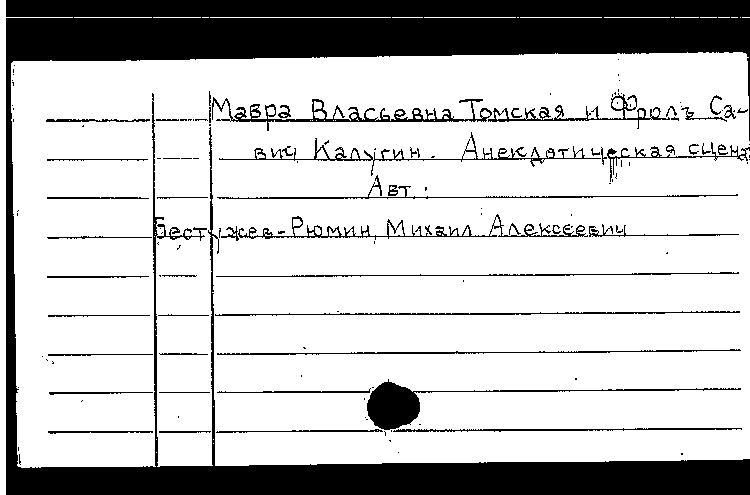 Мавра Власьевна Томская и Фролъ Са-
вич Калугин. Анекдотическая сцена
Авт.:
Бестужев-Рюмин, Михаил Алексеевич